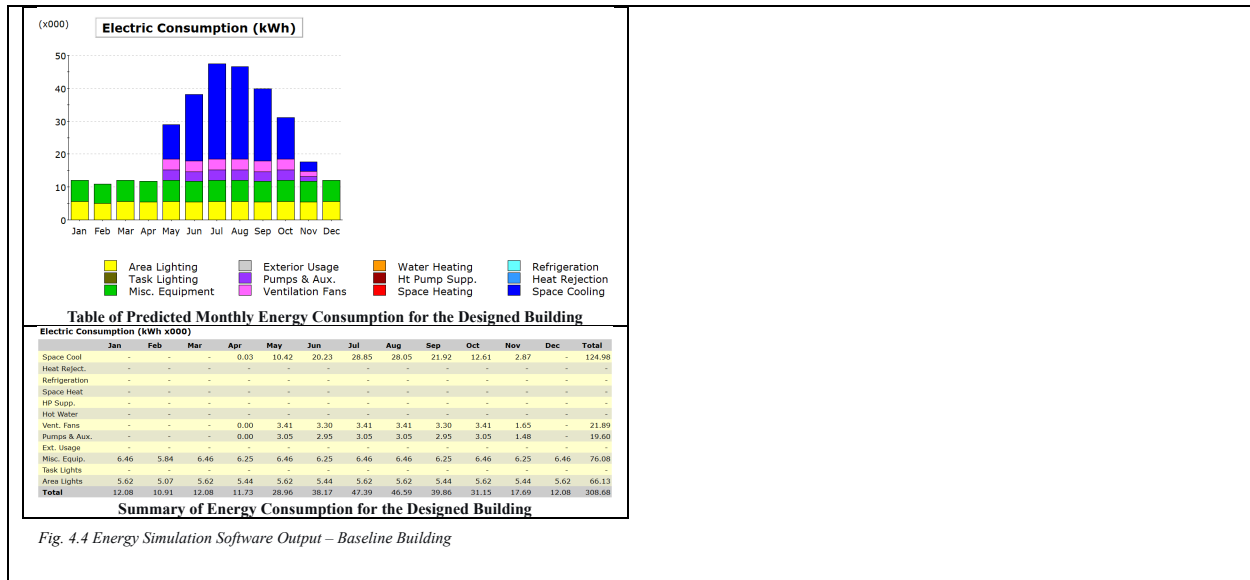 (x000)
Electric Consumption (kWh)
50
40
30
20
10
0
Jan Feb Mar Apr May Jun Jul Aug Sep Oct Nov Dec
Area Lighting Exterior Usage Water Heating Refrigeration
Task Lighting Pumps & Aux. Ht Pump Supp. Heat Rejection
Misc. Equipment Ventilation Fans Space Heating Space Cooling
Table of Predicted Monthly Energy Consumption for the Designed Building
Electric Consumption (kWh x000)
Jan Feb Mar Apr May Jun Jul Aug Sep Oct Nov Dec Total
Space Cool - - - 0.03 10.42 20.23 28.85 28.05 21.92 12.61 2.87 - 124.98
Heat Reject. - - - - - - - - - - - - -
Refrigeration - - - - - - - - - - - - -
Space Heat - - - - - - - - - - - - -
HP Supp. - - - - - - - - - - - - -
Hot Water - - - - - - - - - - - - -
Vent. Fans - - - 0.00 3.41 3.30 3.41 3.41 3.30 3.41 1.65 - 21.89
Pumps & Aux. - - - 0.00 3.05 2.95 3.05 3.05 2.95 3.05 1.48 - 19.60
Ext. Usage - - - - - - - - - - - - -
Misc. Equip. 6.46 5.84 6.46 6.25 6.46 6.25 6.46 6.46 6.25 6.46 6.25 6.46 76.08
Task Lights - - - - - - - - - - - - -
Area Lights 5.62 5.07 5.62 5.44 5.62 5.44 5.62 5.62 5.44 5.62 5.44 5.62 66.13
Total 12.08 10.91 12.08 11.73 28.96 38.17 47.39 46.59 39.86 31.15 17.69 12.08 308.68
Summary of Energy Consumption for the Designed Building
Fig. 4.4 Energy Simulation Software Output – Baseline Building